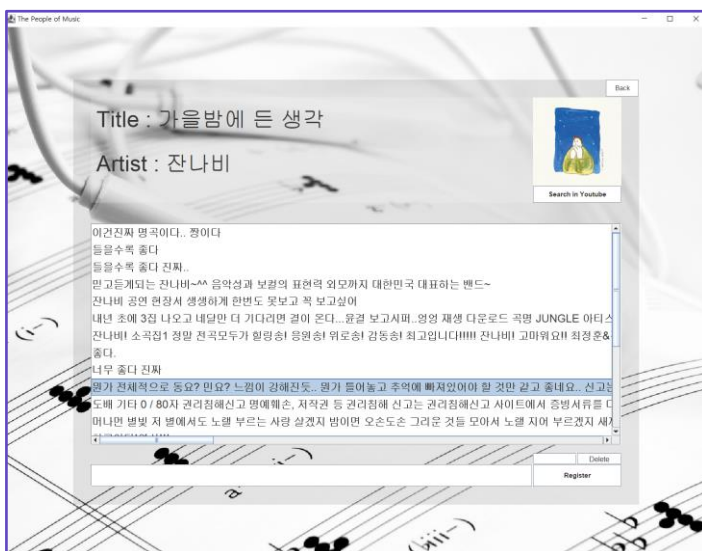 The People of Music
Back
Title : 가을밤에 든 생각
Artist : 잔나비
Search in Youtube
이건진짜 명곡이다.. 짱이다
들을수록 좋다
들을수록 좋다 진짜..
믿고듣게되는 잔나비~^^ 음악성과 보컬의 표현력 외모까지 대한민국 대표하는 밴드~
잔나비 공연 현장서 생생하게 한번도 못보고 꼭 보고싶어
내년 초에 3집 나오고 네달만 더 기다리면 결이 온다...윤결 보고시퍼..엉엉 재생 다운로드 곡명 JUNGLE 아티스
잔나비! 소곡집1 정말 전곡모두가 힐링송! 응원송! 위로송! 감동송! 최고입니다!!!!!! 잔나비! 고마워요!! 최정훈&
좋다.
너무 좋다 진짜
뭔가 전체적으로 동요? 민요? 느낌이 강해진듯.. 뭔가 틀어놓고 추억에 빠져있어야 할 것만 같고 좋네요.. 신고는
도배 기타 0 / 80자 권리침해신고 명예훼손, 저작권 등 권리침해 신고는 권리침해신고 사이트에서 증빙서류를 
머나먼 별빛 저 별에서도 노랠 부르는 사랑 살겠지 밤이면 오손도손 그리운 것들 모아서 노랠 지어 부르겠지 새까
Delete
Register
(i–)
(iii–)